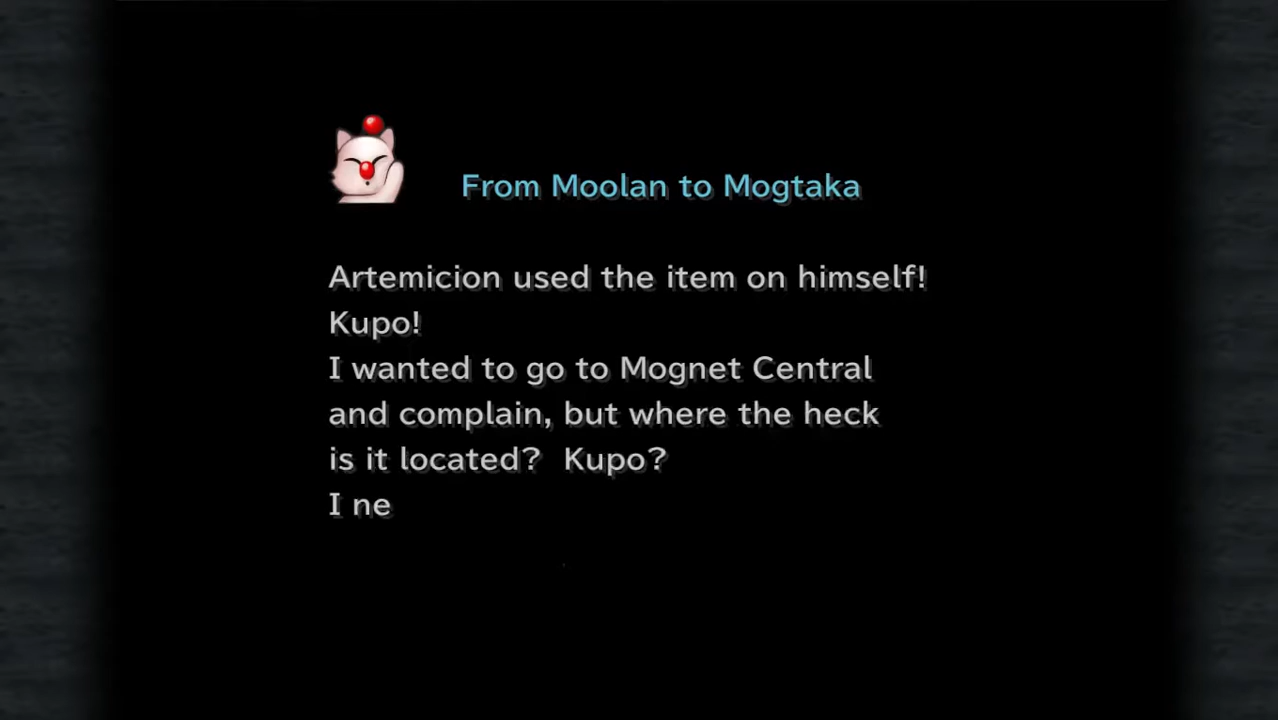 From Moolan to Mogtaka
Artemicion used the item on himself!
Kupo!
I wanted to go to Mognet Central
and complain, but where the heck
is it located?  Kupo?
I ne